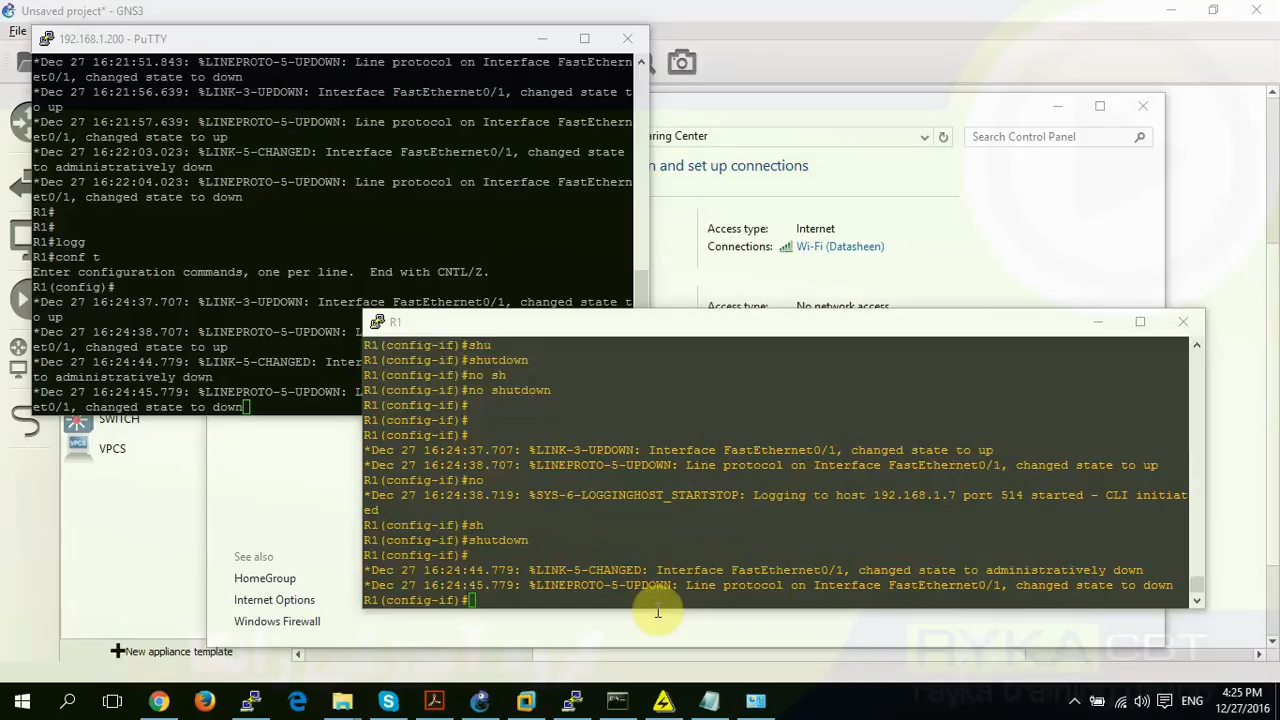 Unsaved project* - GNS3
File
192.168.1.200 - PuTTY
*Dec 27 16:21:51.843: %LINEPROTO-5-UPDOWN: Line protocol on Interface FastEthern
et0/1, changed state to down
*Dec 27 16:21:56.639: %LINK-3-UPDOWN: Interface FastEthernet0/1, changed state t
o up
*Dec 27 16:21:57.639: %LINEPROTO-5-UPDOWN: Line protocol on Interface FastEthern
et0/1, changed state to up
*Dec 27 16:22:03.023: %LINK-5-CHANGED: Interface FastEthernet0/1, changed state
to administratively down
*Dec 27 16:22:04.023: %LINEPROTO-5-UPDOWN: Line protocol on Interface FastEthern
et0/1, changed state to down
R1#
R1#
R1#logg
R1#conf t
Enter configuration commands, one per line.  End with CNTL/Z.
R1(config)#
*Dec 27 16:24:37.707: %LINK-3-UPDOWN: Interface FastEthernet0/1, changed state t
o up
*Dec 27 16:24:38.707: %LINEPROTO-5-UPDOWN: L
et0/1, changed state to up
*Dec 27 16:24:44.779: %LINK-5-CHANGED: Inter
to administratively down
*Dec 27 16:24:45.779: %LINEPROTO-5-UPDOWN: L
et0/1, changed state to down
aring Center
Search Control Panel
n and set up connections
Access type: Internet
Connections: Wi-Fi (Datasheen)
Access type: No network access
R1
R1(config-if)#shu
R1(config-if)#shutdown
R1(config-if)#no sh
R1(config-if)#no shutdown
R1(config-if)#
R1(config-if)#
R1(config-if)#
*Dec 27 16:24:37.707: %LINK-3-UPDOWN: Interface FastEthernet0/1, changed state to up
*Dec 27 16:24:38.707: %LINEPROTO-5-UPDOWN: Line protocol on Interface FastEthernet0/1, changed state to up
R1(config-if)#no
*Dec 27 16:24:38.719: %SYS-6-LOGGINGHOST_STARTSTOP: Logging to host 192.168.1.7 port 514 started - CLI initiat
ed
R1(config-if)#sh
R1(config-if)#shutdown
R1(config-if)#
*Dec 27 16:24:44.779: %LINK-5-CHANGED: Interface FastEthernet0/1, changed state to administratively down
*Dec 27 16:24:45.779: %LINEPROTO-5-UPDOWN: Line protocol on Interface FastEthernet0/1, changed state to down
R1(config-if)#
SWITCH
VPCS
VPCS
See also
HomeGroup
Internet Options
Windows Firewall
New appliance template
RYKA CBT
4:25 PM
12/27/2016